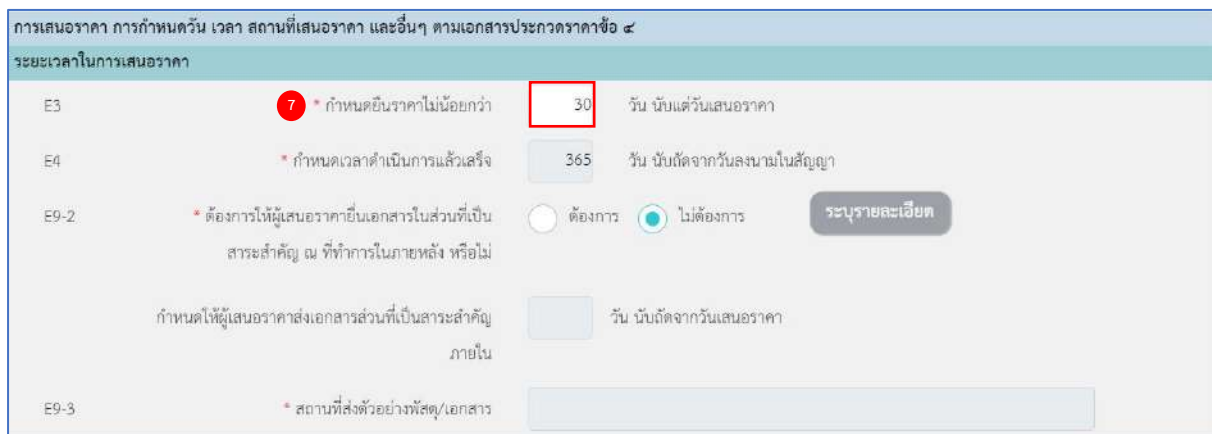 การเสนอราคา การกำหนดวัน เวลา สถานที่เสนอราคา และอื่นๆ ตามเอกสารประกวดราคาข้อ ๔
ระยะเวลาในการเสนอราคา
E3 7 * กำหนดยืนราคาไม่น้อยกว่า 30 วัน นับแต่วันเสนอราคา
E4 * กำหนดเวลาดำเนินการแล้วเสร็จ 365 วัน นับถัดจากวันลงนามในสัญญา
E9-2 * ต้องการให้ผู้เสนอราคายื่นเอกสารในส่วนที่เป็น ต้องการ ไม่ต้องการ ระบุรายละเอียด
สาระสำคัญ ณ ที่ทำการในภายหลัง หรือไม่
กำหนดให้ผู้เสนอราคาส่งเอกสารส่วนที่เป็นสาระสำคัญ วัน นับถัดจากวันเสนอราคา
ภายใน
E9-3 * สถานที่ส่งตัวอย่างพัสดุ/เอกสาร